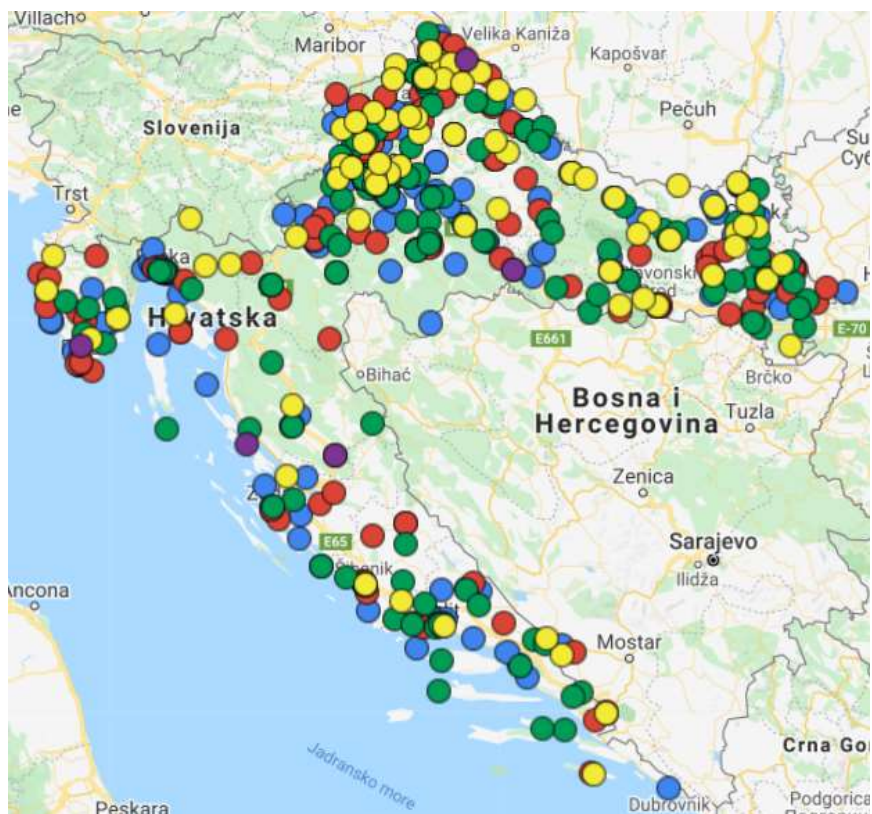 Villach
Maribor
Velika Kaniža
Kapošvar
Pečuh
Slovenija
Trst
Hrvatska
E661
E-70
Bihać
Brčko
Bosna i
Hercegovina
Tuzla
Zenica
E65
Sarajevo
Ilidža
Ancona
Mostar
Jadransko more
Crna Gor
Peskara
Dubrovnik
Podgorica